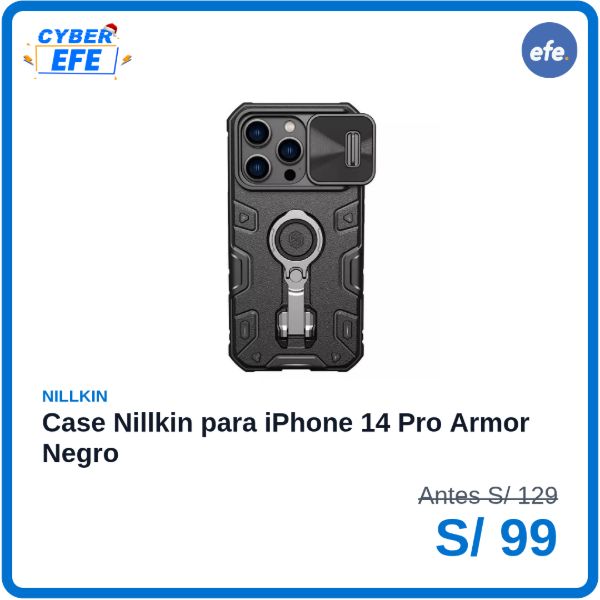 CYBER
EFE
efe.
NILLKIN
Case Nillkin para iPhone 14 Pro Armor
Negro
Antes S/ 129
S/ 99